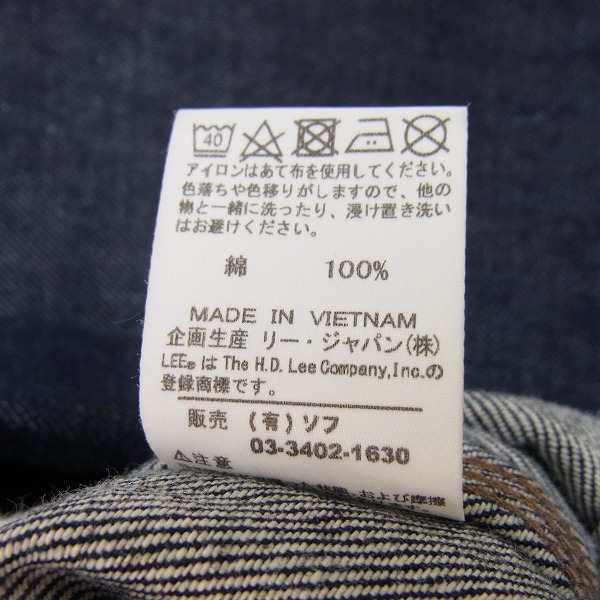 40
アイロンはあて布を使用してください。
色落ちや色移りがしますので、他の
物と一緒に洗ったり、浸け置き洗い
はお避けください。
綿 100%
MADE IN VIETNAM
企画生産 リー・ジャパン(株)
LEE®は The H.D. Lee Company,Inc.の
登録商標です。
販売 (有)ソフ
03-3402-1630
⚠注意
および摩擦